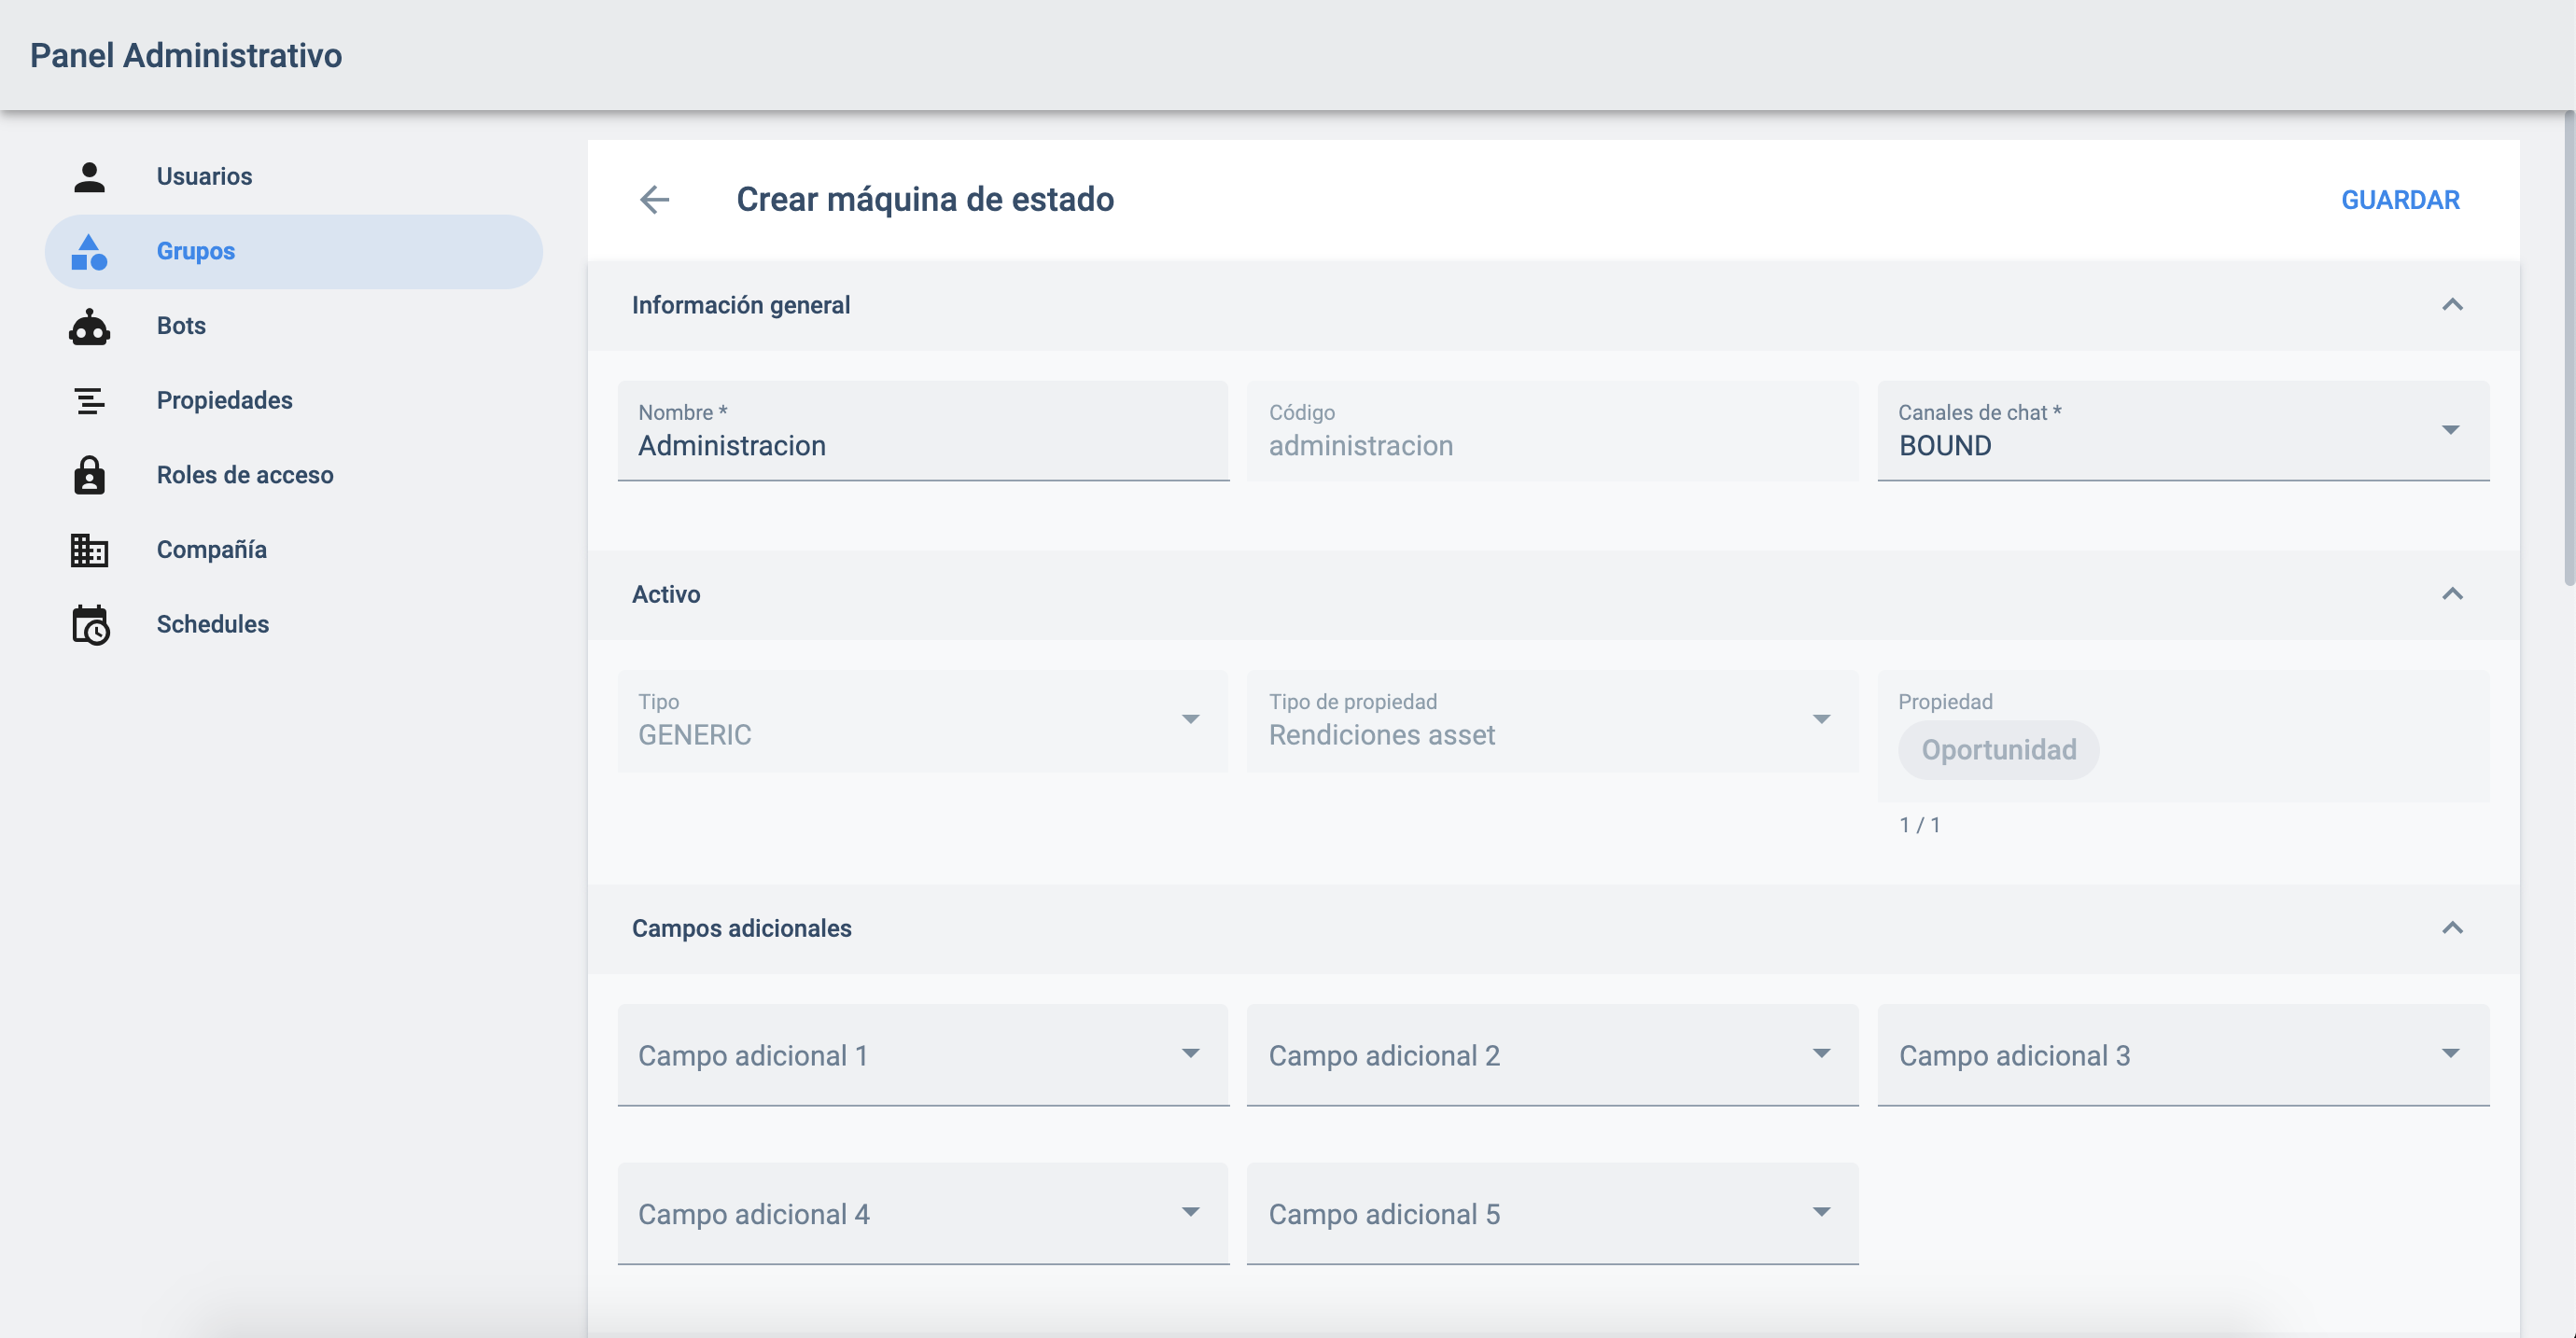 Panel Administrativo
Usuarios
Grupos
Bots
Propiedades
Roles de acceso
Compañía
Schedules
Crear máquina de estado
GUARDAR
Información general
Nombre *
Administracion
Código
administracion
Canales de chat *
BOUND
Activo
Tipo
GENERIC
Tipo de propiedad
Rendiciones asset
Propiedad
Oportunidad
1 / 1
Campos adicionales
Campo adicional 1
Campo adicional 2
Campo adicional 3
Campo adicional 4
Campo adicional 5